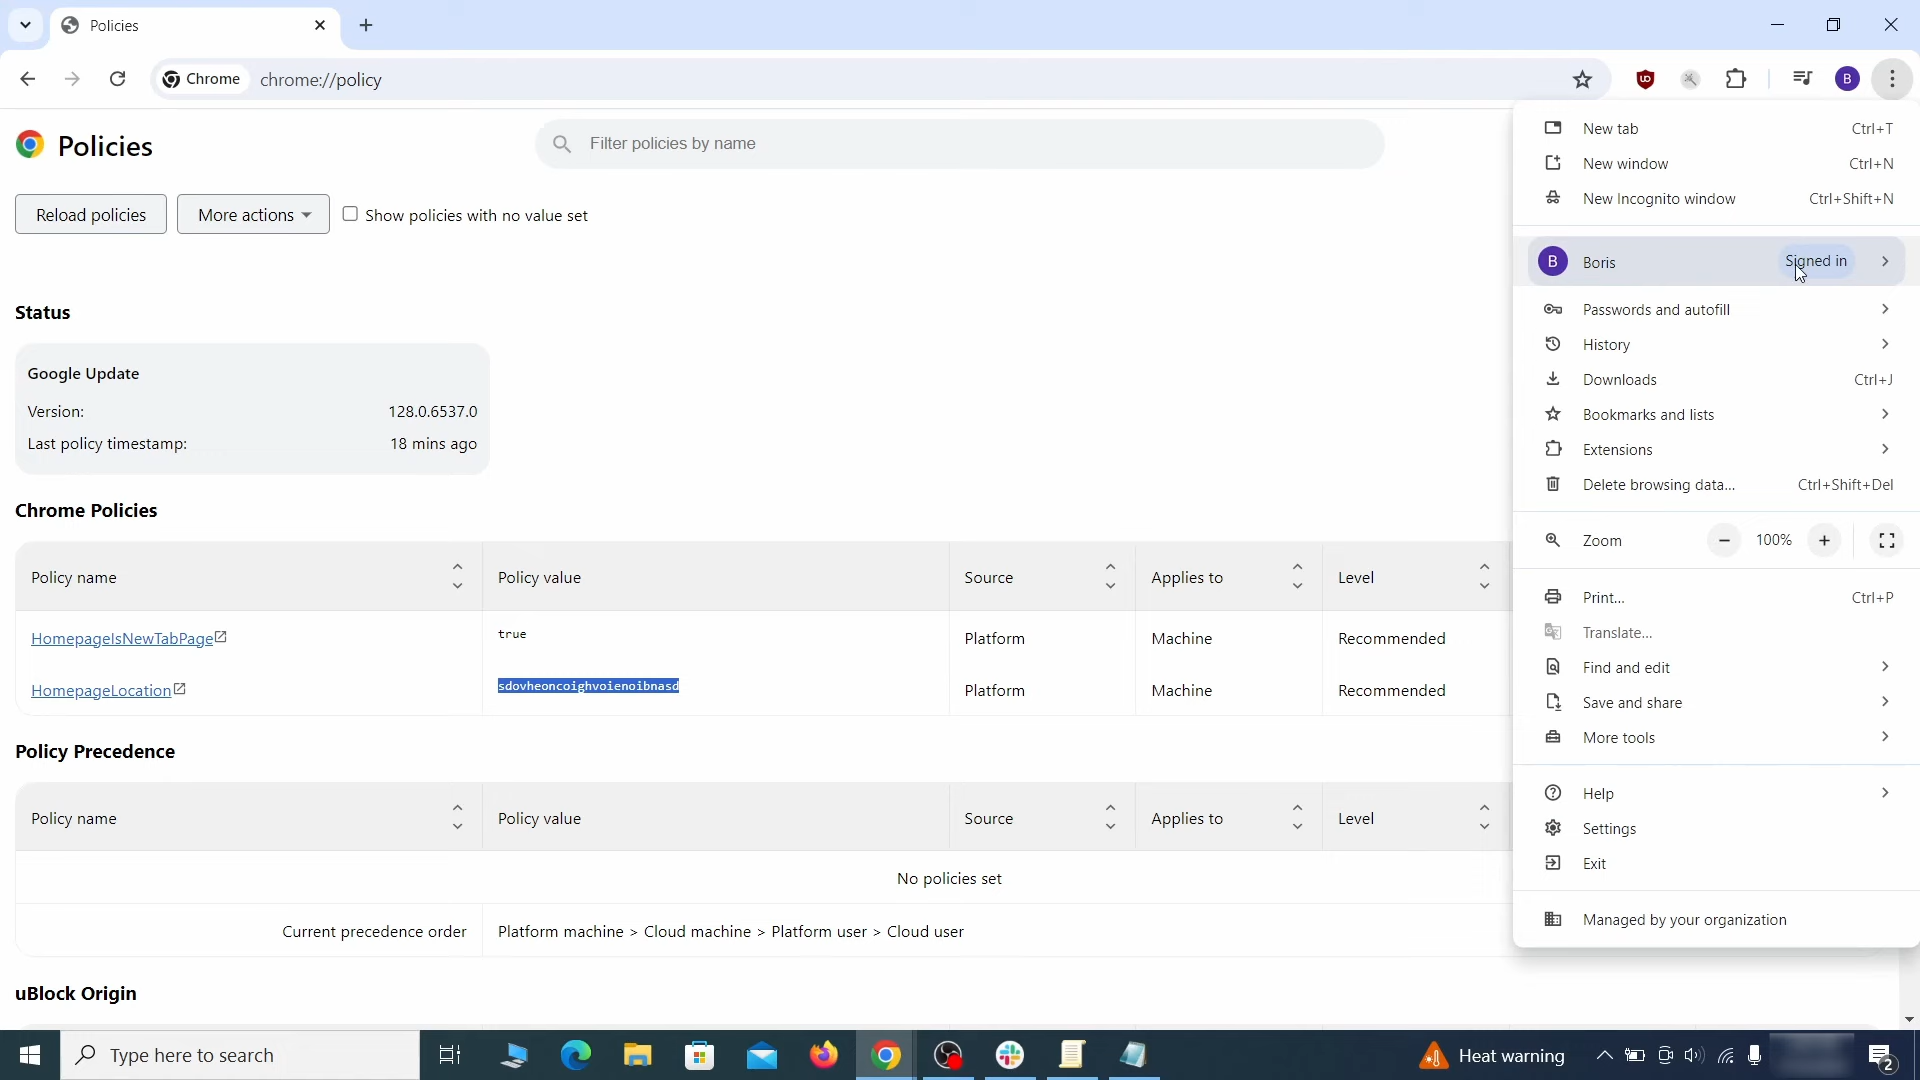 Policies
Chrome
chrome://policy
B
Policies
Filter policies by name
Reload policies
More actions
Show policies with no value set
Status
Google Update
Version: 128.0.6537.0
Last policy timestamp: 18 mins ago
Chrome Policies
Policy name Policy value Source Applies to Level
HomepageIsNewTabPage true Platform Machine Recommended
HomepageLocation sdovheoncoighvoienoibnasd Platform Machine Recommended
Policy Precedence
Policy name Policy value Source Applies to Level
No policies set
Current precedence order Platform machine > Cloud machine > Platform user > Cloud user
uBlock Origin
New tab Ctrl+T
New window Ctrl+N
New Incognito window Ctrl+Shift+N
B Boris Signed in
Passwords and autofill
History
Downloads Ctrl+J
Bookmarks and lists
Extensions
Delete browsing data... Ctrl+Shift+Del
Zoom − 100% +
Print... Ctrl+P
Translate...
Find and edit
Save and share
More tools
Help
Settings
Exit
Managed by your organization
Type here to search
Heat warning
2